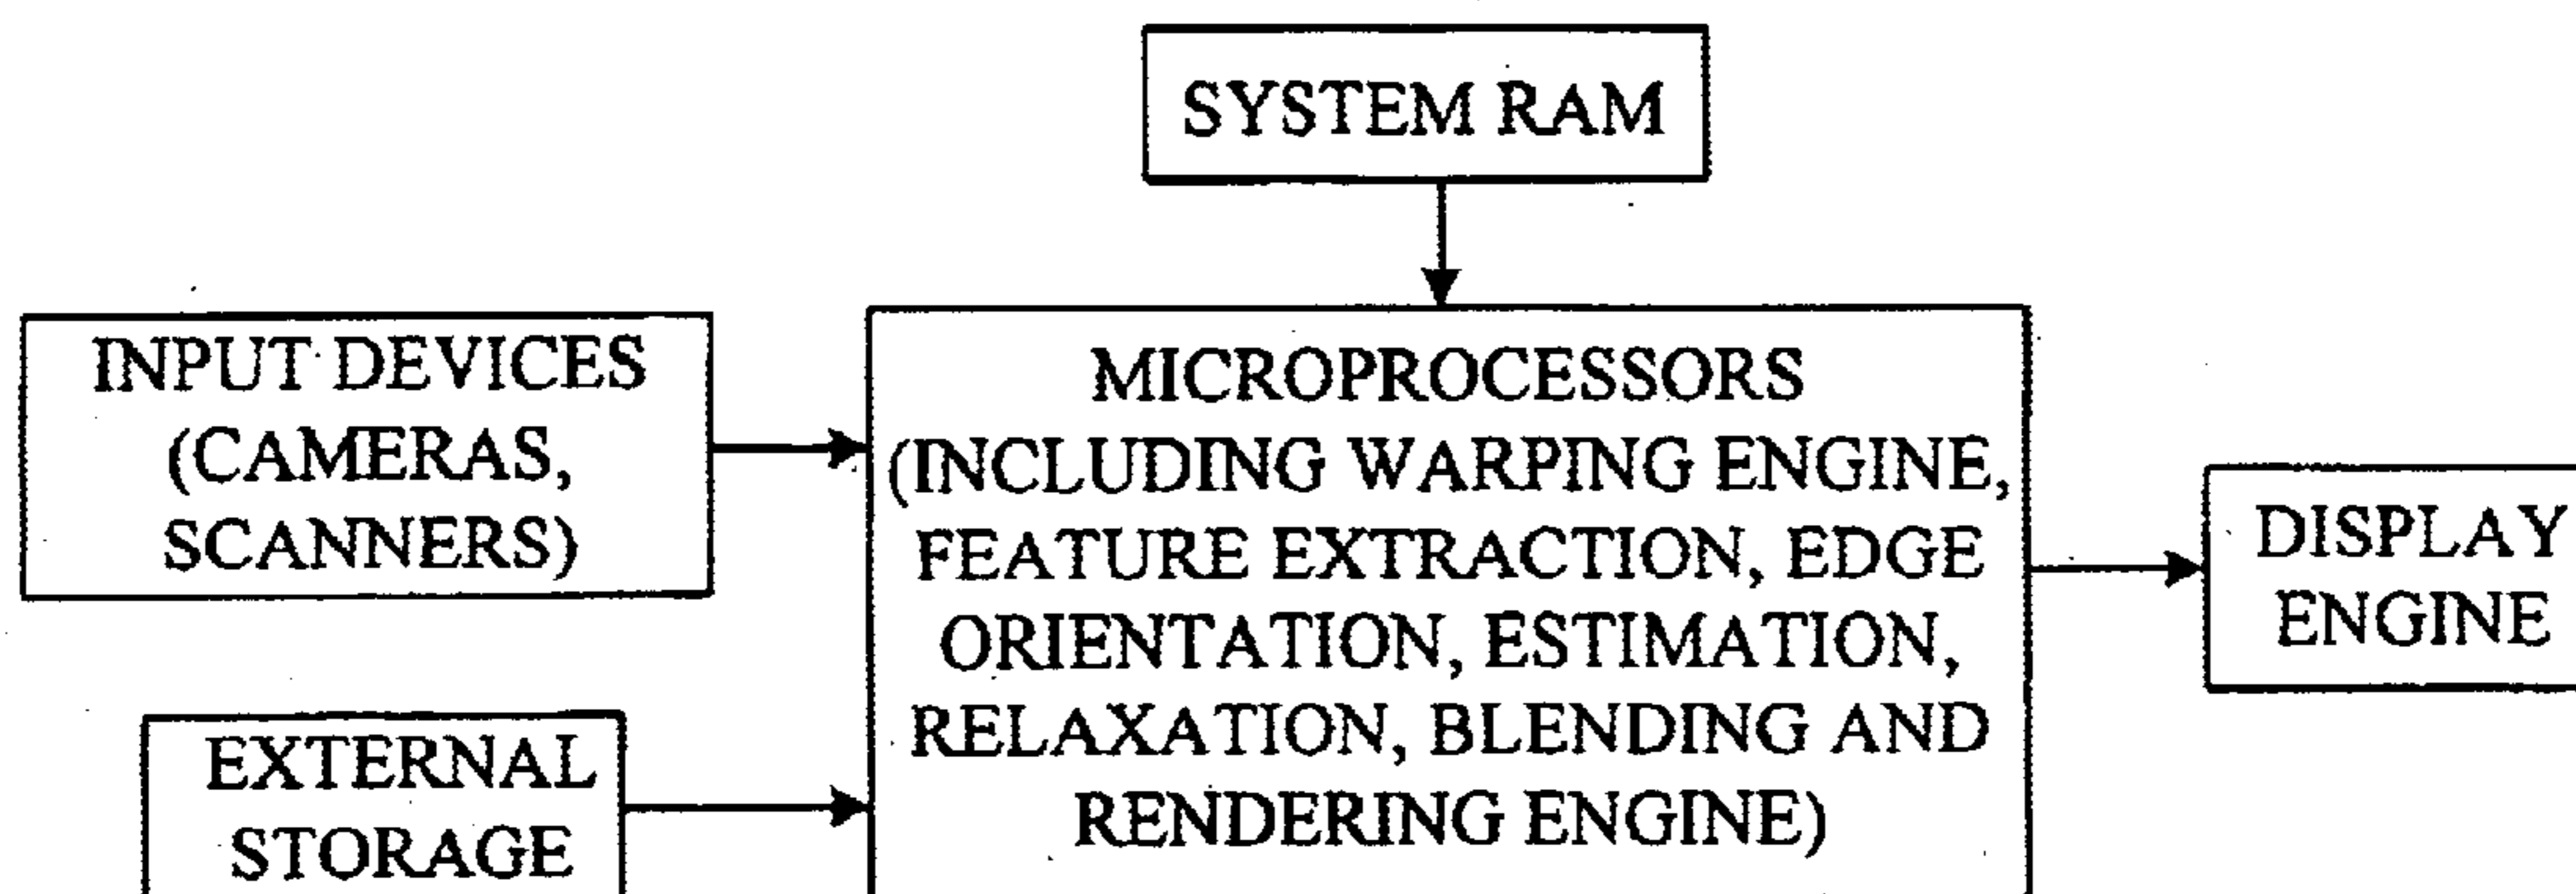 SYSTEM RAM
INPUT DEVICES
(CAMERAS,
SCANNERS)
MICROPROCESSORS
(INCLUDING WARPING ENGINE,
FEATURE EXTRACTION, EDGE
ORIENTATION, ESTIMATION,
RELAXATION, BLENDING AND
RENDERING ENGINE)
DISPLAY
ENGINE
EXTERNAL
STORAGE